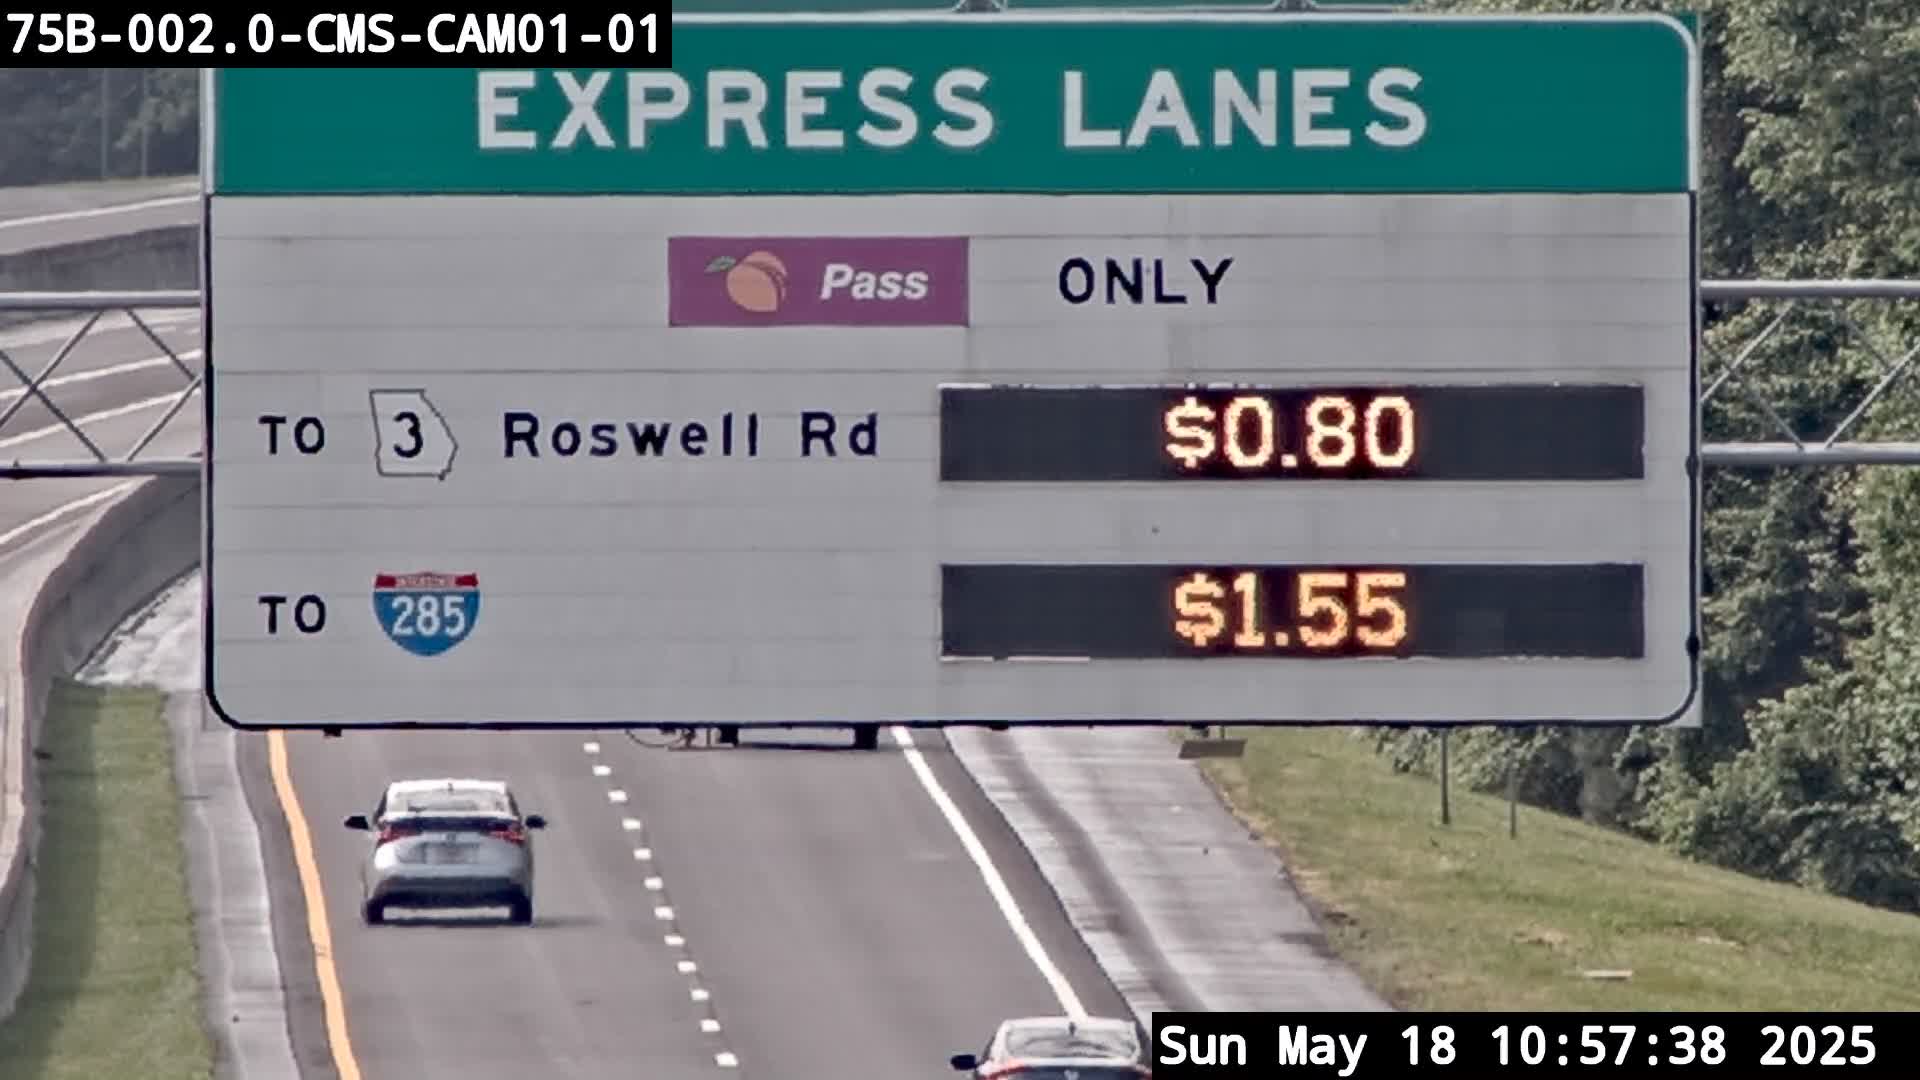 75B-002.0-CMS-CAM01-01
EXPRESS LANES
Pass ONLY
TO 3 Roswell Rd $0.80
INTERSTATE
TO 285 $1.55
Sun May 18 10:57:38 2025